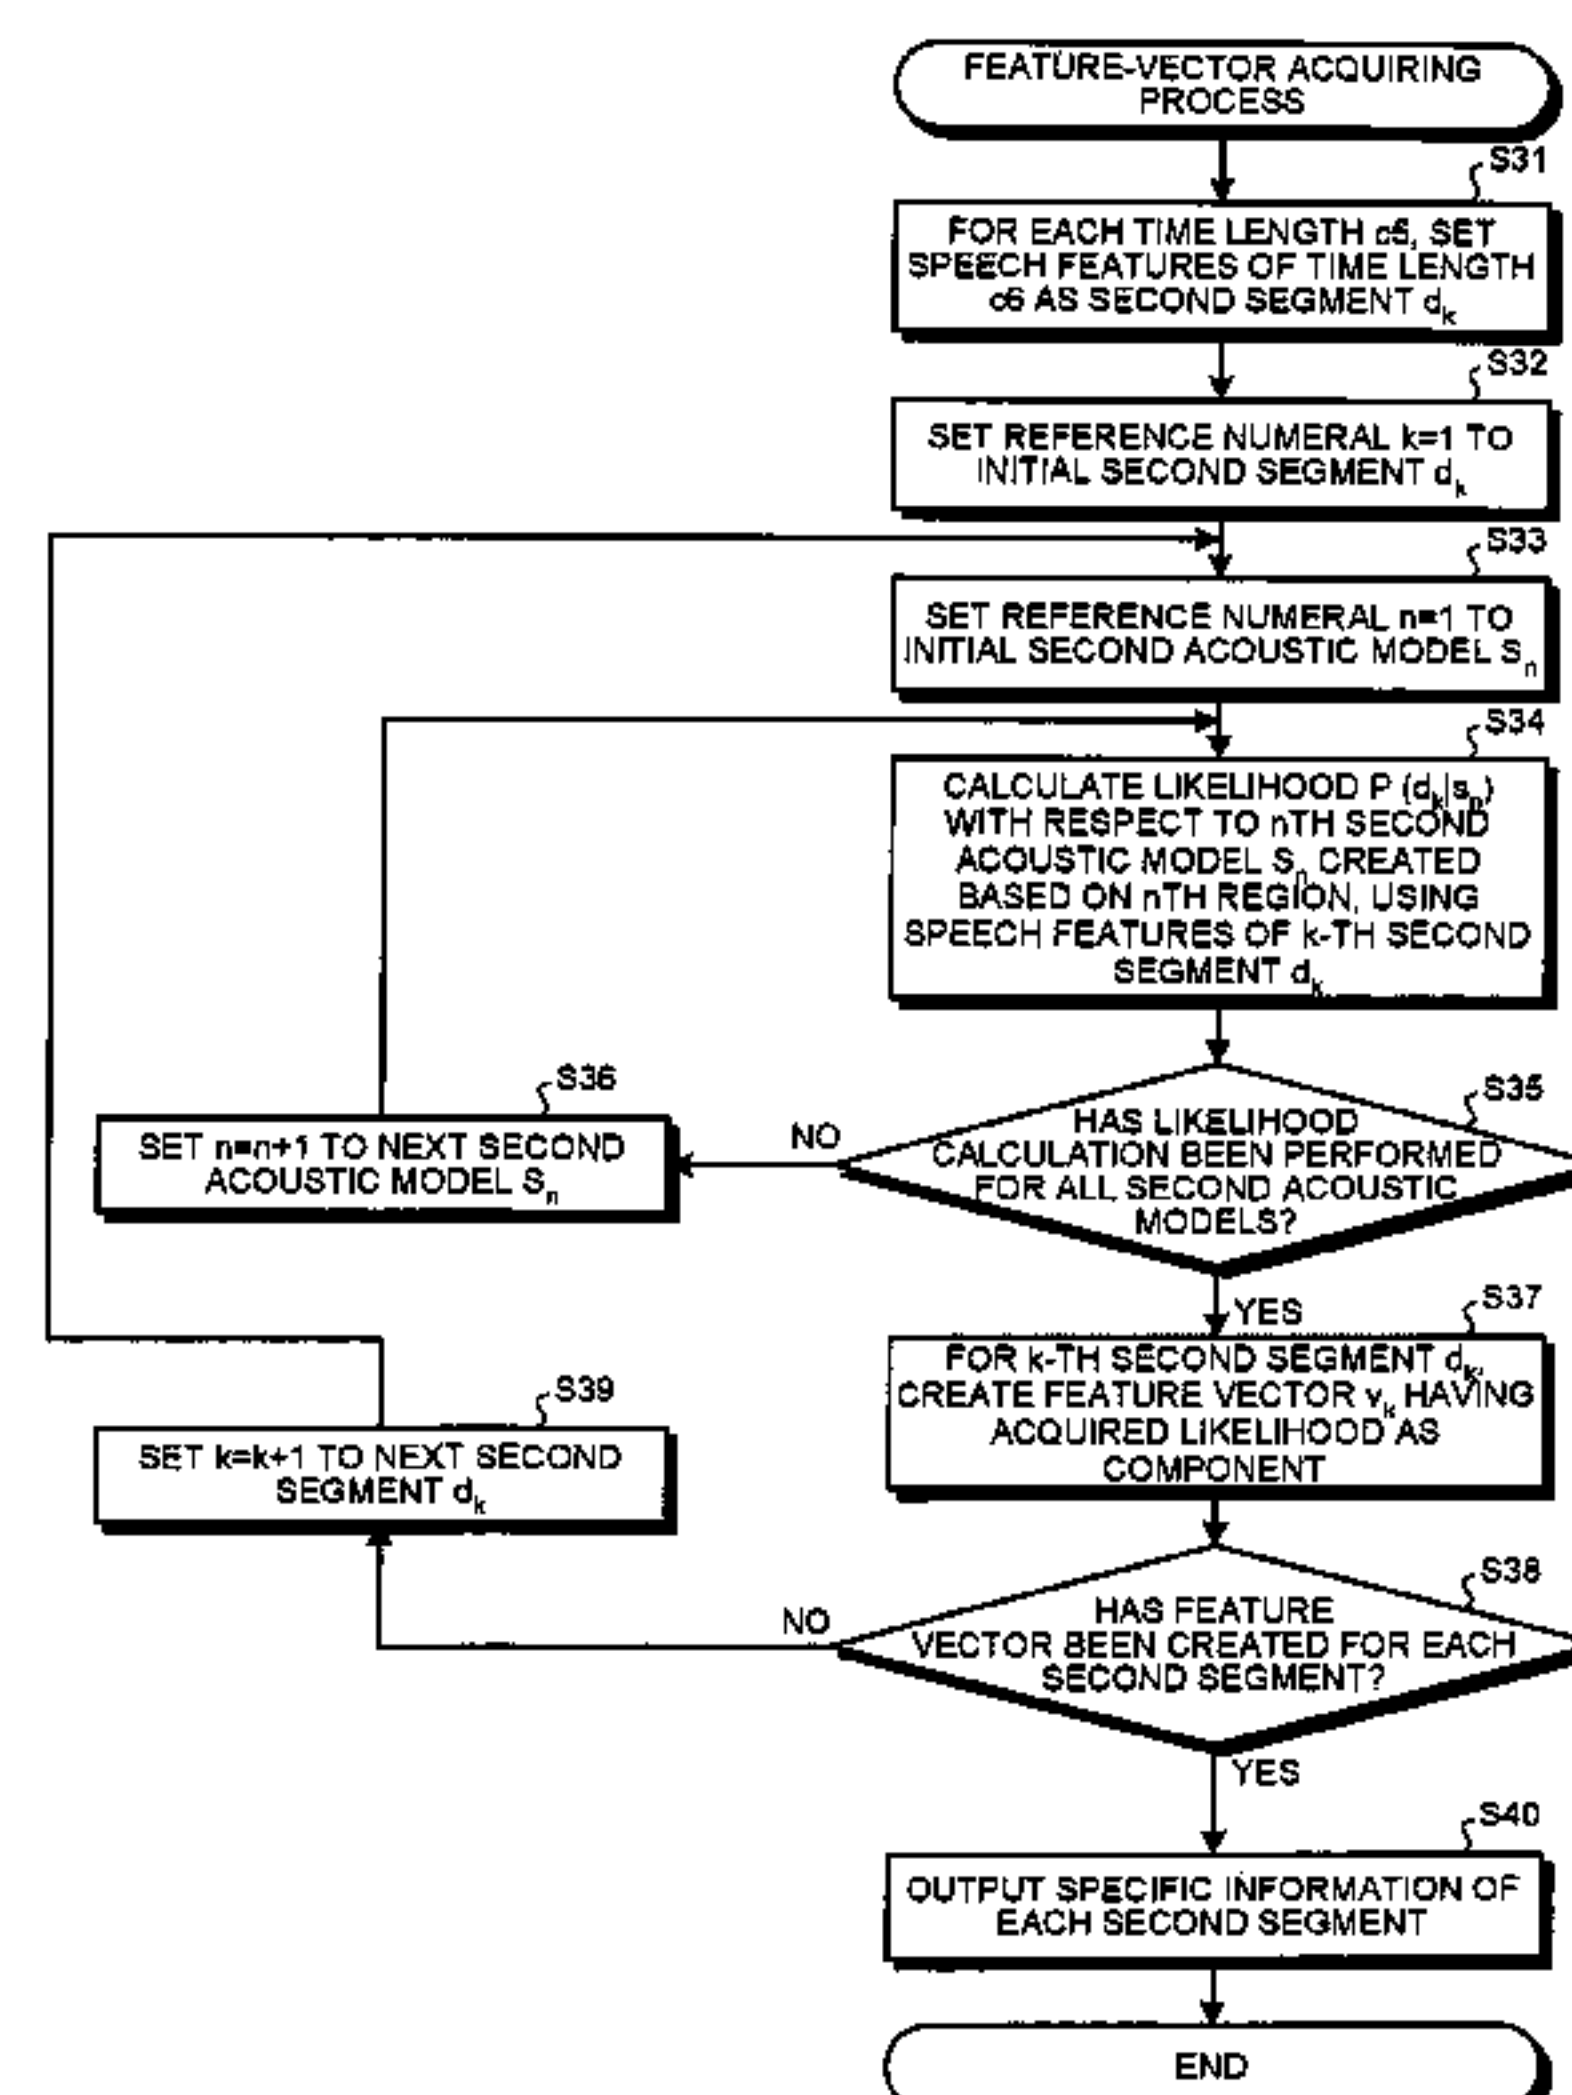 FEATURE-VECTOR ACQUIRING
PROCESS
S31
FOR EACH TIME LENGTH c5, SET
SPEECH FEATURES OF TIME LENGTH
c6 AS SECOND SEGMENT dk
S32
SET REFERENCE NUMERAL k=1 TO
INITIAL SECOND SEGMENT dk
S33
SET REFERENCE NUMERAL n=1 TO
INITIAL SECOND ACOUSTIC MODEL Sn
S34
CALCULATE LIKELIHOOD P (dk|sn)
WITH RESPECT TO nTH SECOND
ACOUSTIC MODEL Sn CREATED
BASED ON nTH REGION, USING
SPEECH FEATURES OF k-TH SECOND
SEGMENT dk
S35
HAS LIKELIHOOD
CALCULATION BEEN PERFORMED
FOR ALL SECOND ACOUSTIC
MODELS?
NO
S36
SET n=n+1 TO NEXT SECOND
ACOUSTIC MODEL Sn
YES
S37
FOR k-TH SECOND SEGMENT dk,
CREATE FEATURE VECTOR vk HAVING
ACQUIRED LIKELIHOOD AS
COMPONENT
S38
HAS FEATURE
VECTOR BEEN CREATED FOR EACH
SECOND SEGMENT?
NO
S39
SET k=k+1 TO NEXT SECOND
SEGMENT dk
YES
S40
OUTPUT SPECIFIC INFORMATION OF
EACH SECOND SEGMENT
END